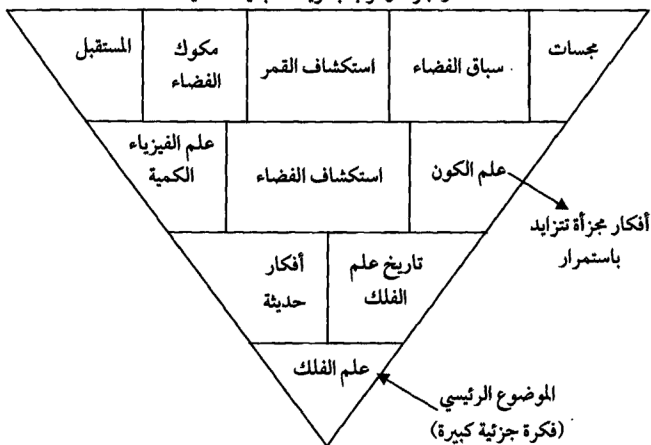 مجسات
سباق الفضاء
استكشاف القمر
مكوك
الفضاء
المستقبل
علم الكون
استكشاف الفضاء
علم الفيزياء
الكمية
أفكار مجزأة تتزايد
باستمرار
تاريخ علم
الفلك
أفكار
حديثة
علم الفلك
الموضوع الرئيسي
(فكرة جزئية كبيرة)